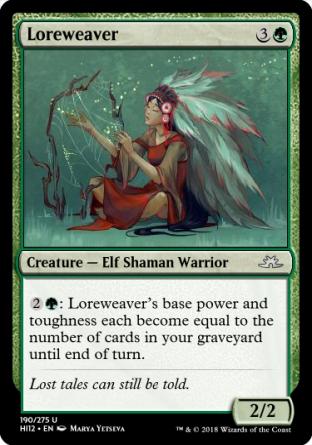 Loreweaver 3
Creature — Elf Shaman Warrior
2 : Loreweaver's base power and
toughness each become equal to the
number of cards in your graveyard
until end of turn.
Lost tales can still be told.
2/2
190/275 U
HI12 • EN Marya Yetseva ™ & © 2018 Wizards of the Coast